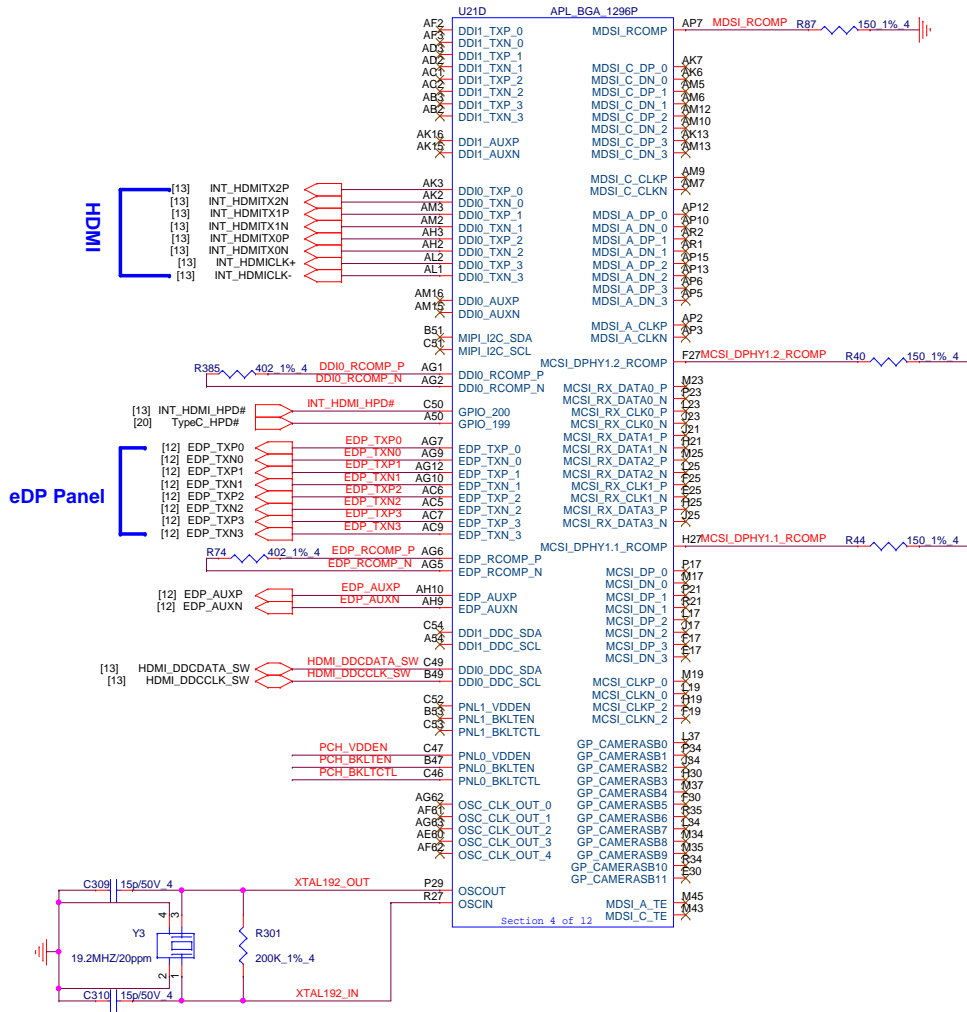 U21D APL_BGA_1296P
AF2 DDI1_TXP_0
AF3 DDI1_TXN_0
AD3 DDI1_TXP_1
AD2 DDI1_TXN_1
AC1 DDI1_TXP_2
AC2 DDI1_TXN_2
AB3 DDI1_TXP_3
AB2 DDI1_TXN_3
AK16 DDI1_AUXP
AK15 DDI1_AUXN
HDMI
[13] INT_HDMITX2P AK3 DDI0_TXP_0
[13] INT_HDMITX2N AK2 DDI0_TXN_0
[13] INT_HDMITX1P AM3 DDI0_TXP_1
[13] INT_HDMITX1N AM2 DDI0_TXN_1
[13] INT_HDMITX0P AH3 DDI0_TXP_2
[13] INT_HDMITX0N AH2 DDI0_TXN_2
[13] INT_HDMICLK+ AL2 DDI0_TXP_3
[13] INT_HDMICLK- AL1 DDI0_TXN_3
AM16 DDI0_AUXP
AM15 DDI0_AUXN
B51 MIPI_I2C_SDA
C51 MIPI_I2C_SCL
R385 402_1%_4 DDI0_RCOMP_P AG1 DDI0_RCOMP_P
DDI0_RCOMP_N AG2 DDI0_RCOMP_N
[13] INT_HDMI_HPD# INT_HDMI_HPD# C50 GPIO_200
[20] TypeC_HPD# A50 GPIO_199
eDP Panel
[12] EDP_TXP0 EDP_TXP0 AG7 EDP_TXP_0
[12] EDP_TXN0 EDP_TXN0 AG9 EDP_TXN_0
[12] EDP_TXP1 EDP_TXP1 AG12 EDP_TXP_1
[12] EDP_TXN1 EDP_TXN1 AG10 EDP_TXN_1
[12] EDP_TXP2 EDP_TXP2 AC6 EDP_TXP_2
[12] EDP_TXN2 EDP_TXN2 AC5 EDP_TXN_2
[12] EDP_TXP3 EDP_TXP3 AC7 EDP_TXP_3
[12] EDP_TXN3 EDP_TXN3 AC9 EDP_TXN_3
R74 402_1%_4 EDP_RCOMP_P AG6 EDP_RCOMP_P
EDP_RCOMP_N AG5 EDP_RCOMP_N
[12] EDP_AUXP EDP_AUXP AH10 EDP_AUXP
[12] EDP_AUXN EDP_AUXN AH9 EDP_AUXN
C54 DDI1_DDC_SDA
A54 DDI1_DDC_SCL
[13] HDMI_DDCDATA_SW HDMI_DDCDATA_SW C49 DDI0_DDC_SDA
[13] HDMI_DDCCLK_SW HDMI_DDCCLK_SW B49 DDI0_DDC_SCL
C52 PNL1_VDDEN
B53 PNL1_BKLTEN
C53 PNL1_BKLTCTL
PCH_VDDEN C47 PNL0_VDDEN
PCH_BKLTEN B47 PNL0_BKLTEN
PCH_BKLTCTL C46 PNL0_BKLTCTL
AG62 OSC_CLK_OUT_0
AF61 OSC_CLK_OUT_1
AG63 OSC_CLK_OUT_2
AE60 OSC_CLK_OUT_3
AF62 OSC_CLK_OUT_4
XTAL192_OUT P29 OSCOUT
R27 OSCIN
C309 15p/50V_4
4 3
Y3
19.2MHZ/20ppm
2 1
R301
200K_1%_4
C310 15p/50V_4 XTAL192_IN
Section 4 of 12
MDSI_RCOMP AP7 MDSI_RCOMP R87 150_1%_4
MDSI_C_DP_0 AK7
MDSI_C_DN_0 AK6
MDSI_C_DP_1 AM5
MDSI_C_DN_1 AM6
MDSI_C_DP_2 AM12
MDSI_C_DN_2 AM10
MDSI_C_DP_3 AK13
MDSI_C_DN_3 AM13
MDSI_C_CLKP AM9
MDSI_C_CLKN AM7
MDSI_A_DP_0 AP12
MDSI_A_DN_0 AP10
MDSI_A_DP_1 AR2
MDSI_A_DN_1 AR1
MDSI_A_DP_2 AP15
MDSI_A_DN_2 AP13
MDSI_A_DP_3 AP6
MDSI_A_DN_3 AP5
MDSI_A_CLKP AP2
MDSI_A_CLKN AP3
MCSI_DPHY1.2_RCOMP F27 MCSI_DPHY1.2_RCOMP R40 150_1%_4
MCSI_RX_DATA0_P M23
MCSI_RX_DATA0_N P23
MCSI_RX_CLK0_P L23
MCSI_RX_CLK0_N J23
MCSI_RX_DATA1_P J21
MCSI_RX_DATA1_N H21
MCSI_RX_DATA2_P M25
MCSI_RX_DATA2_N L25
MCSI_RX_CLK1_P F25
MCSI_RX_CLK1_N E25
MCSI_RX_DATA3_P H25
MCSI_RX_DATA3_N J25
MCSI_DPHY1.1_RCOMP H27 MCSI_DPHY1.1_RCOMP R44 150_1%_4
MCSI_DP_0 P17
MCSI_DN_0 M17
MCSI_DP_1 P21
MCSI_DN_1 R21
MCSI_DP_2 L17
MCSI_DN_2 J17
MCSI_DP_3 F17
MCSI_DN_3 E17
MCSI_CLKP_0 M19
MCSI_CLKN_0 L19
MCSI_CLKP_2 H19
MCSI_CLKN_2 F19
GP_CAMERASB0 L37
GP_CAMERASB1 P34
GP_CAMERASB2 J34
GP_CAMERASB3 H30
GP_CAMERASB4 M37
GP_CAMERASB5 F30
GP_CAMERASB6 R35
GP_CAMERASB7 L34
GP_CAMERASB8 M34
GP_CAMERASB9 M35
GP_CAMERASB10 R34
GP_CAMERASB11 E30
MDSI_A_TE M45
MDSI_C_TE M43